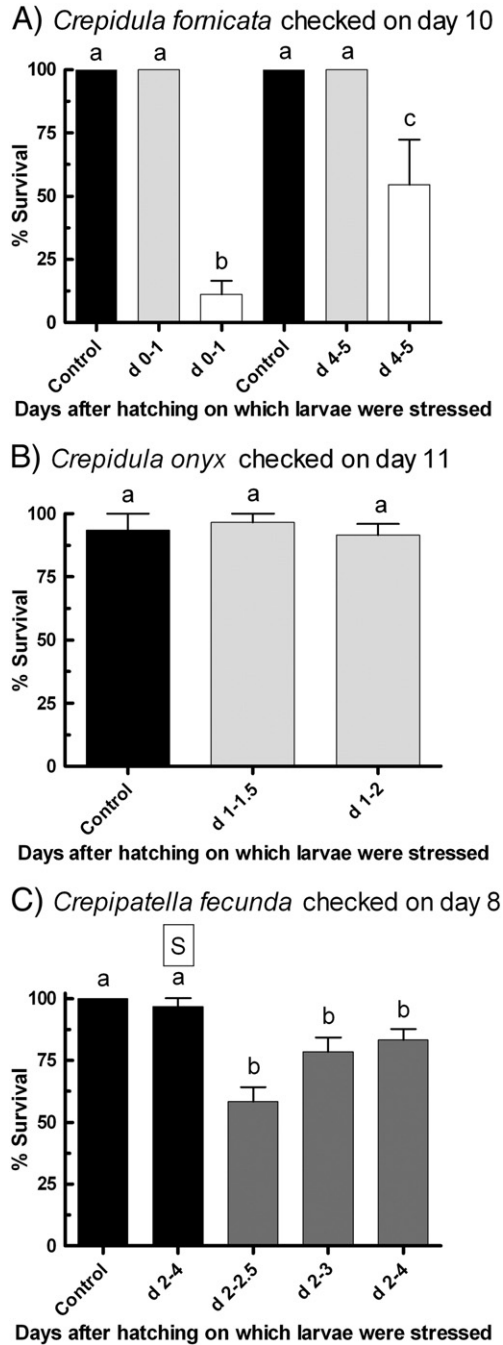 A) Crepidula fornicata checked on day 10
a a b a a c
100
75
50
25
0
% Survival
Control d 0-1 d 0-1 Control d 4-5 d 4-5
Days after hatching on which larvae were stressed
B) Crepidula onyx checked on day 11
a a a
100
75
50
25
0
% Survival
Control d 1-1.5 d 1-2
Days after hatching on which larvae were stressed
C) Crepipatella fecunda checked on day 8
S
a a b b b
100
75
50
25
0
% Survival
Control d 2-4 d 2-2.5 d 2-3 d 2-4
Days after hatching on which larvae were stressed